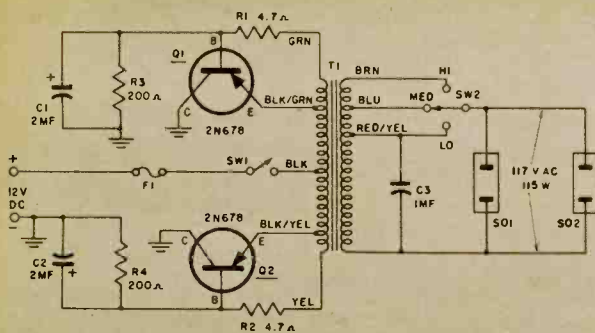 R1 4.7Ω
GRN
B
Q1
C
E
BLK/GRN
2N678
+
C1
2MF
R3
200Ω
T1
BRN
HI
BLU
MED
SW2
RED/YEL
LO
+
12V
DC
-
F1
SW1
BLK
C3
1MF
117 V AC
115 W
SO1
SO2
2N678
BLK/YEL
C
E
Q2
B
C2
2MF
+
R4
200Ω
YEL
R2 4.7Ω